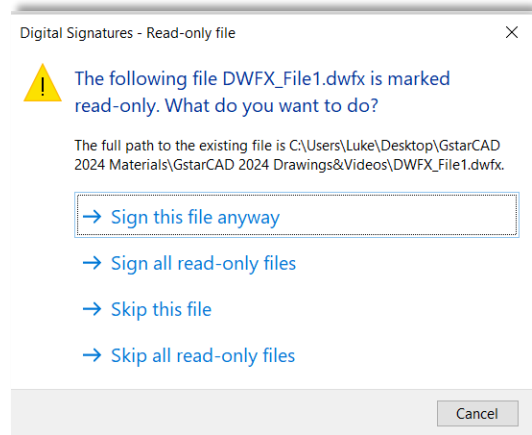 Digital Signatures - Read-only file
The following file DWFX_File1.dwfx is marked
read-only. What do you want to do?
The full path to the existing file is C:\Users\Luke\Desktop\GstarCAD
2024 Materials\GstarCAD 2024 Drawings&Videos\DWFX_File1.dwfx.
Sign this file anyway
Sign all read-only files
Skip this file
Skip all read-only files
Cancel